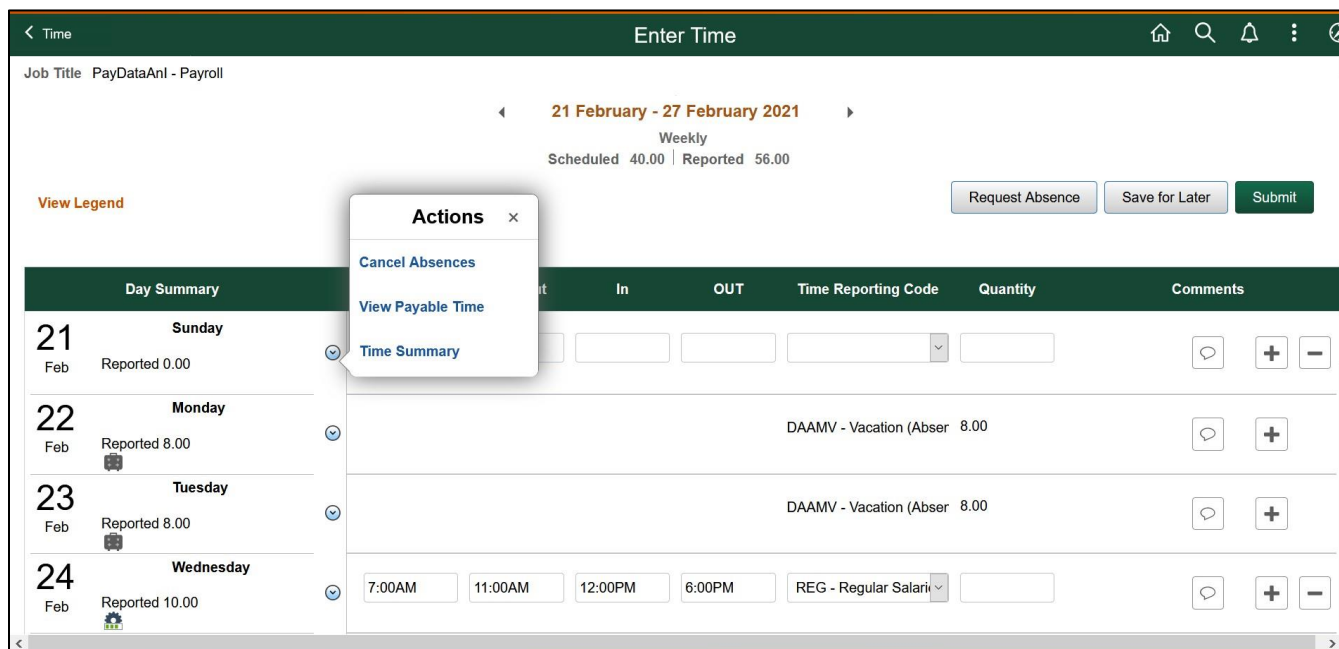 Time
Enter Time
Job Title PayDataAnI - Payroll
21 February - 27 February 2021
Weekly
Scheduled 40.00 | Reported 56.00
View Legend
Request Absence
Save for Later
Submit
Actions ×
Cancel Absences
View Payable Time
Time Summary
Day Summary In OUT Time Reporting Code Quantity Comments
21 Feb
Sunday
Reported 0.00
22 Feb
Monday
Reported 8.00
DAAMV - Vacation (Abser 8.00
23 Feb
Tuesday
Reported 8.00
DAAMV - Vacation (Abser 8.00
24 Feb
Wednesday
Reported 10.00
7:00AM 11:00AM 12:00PM 6:00PM REG - Regular Salarie